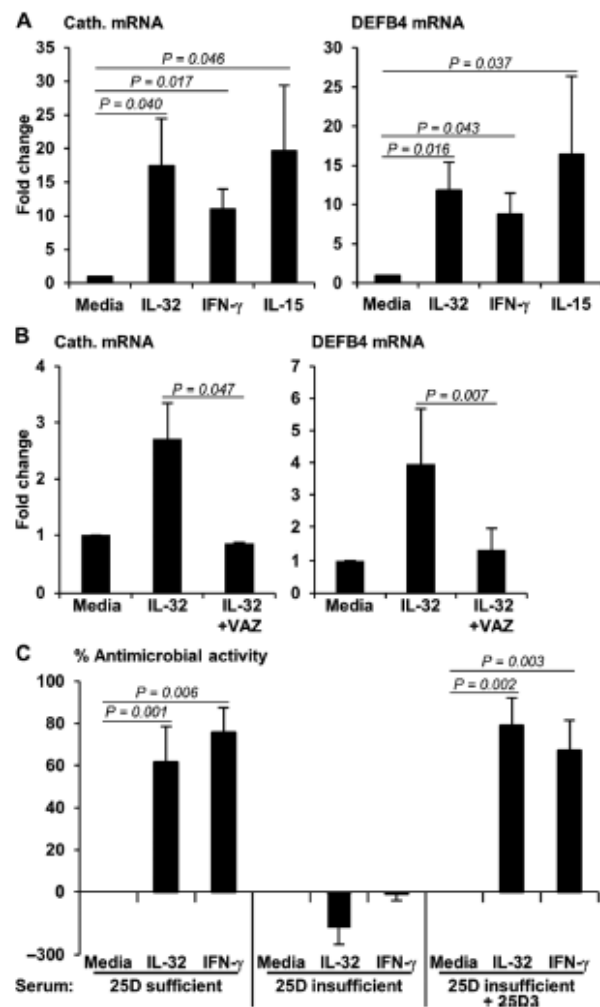 A Cath. mRNA DEFB4 mRNA
35
30
25
20
15
10
5
0
Fold change
P = 0.046
P = 0.017
P = 0.040
Media IL-32 IFN-γ IL-15
30
25
20
15
10
5
0
P = 0.037
P = 0.043
P = 0.016
Media IL-32 IFN-γ IL-15
B Cath. mRNA DEFB4 mRNA
4
3
2
1
0
Fold change
P = 0.047
Media IL-32 IL-32
+VAZ
7
6
5
4
3
2
1
0
P = 0.007
Media IL-32 IL-32
+VAZ
C % Antimicrobial activity
100
80
60
40
20
0
–300
P = 0.006
P = 0.001
P = 0.003
P = 0.002
Media IL-32 IFN-γ Media IL-32 IFN-γ Media IL-32 IFN-γ
Serum: 25D sufficient 25D insufficient 25D insufficient
+ 25D3